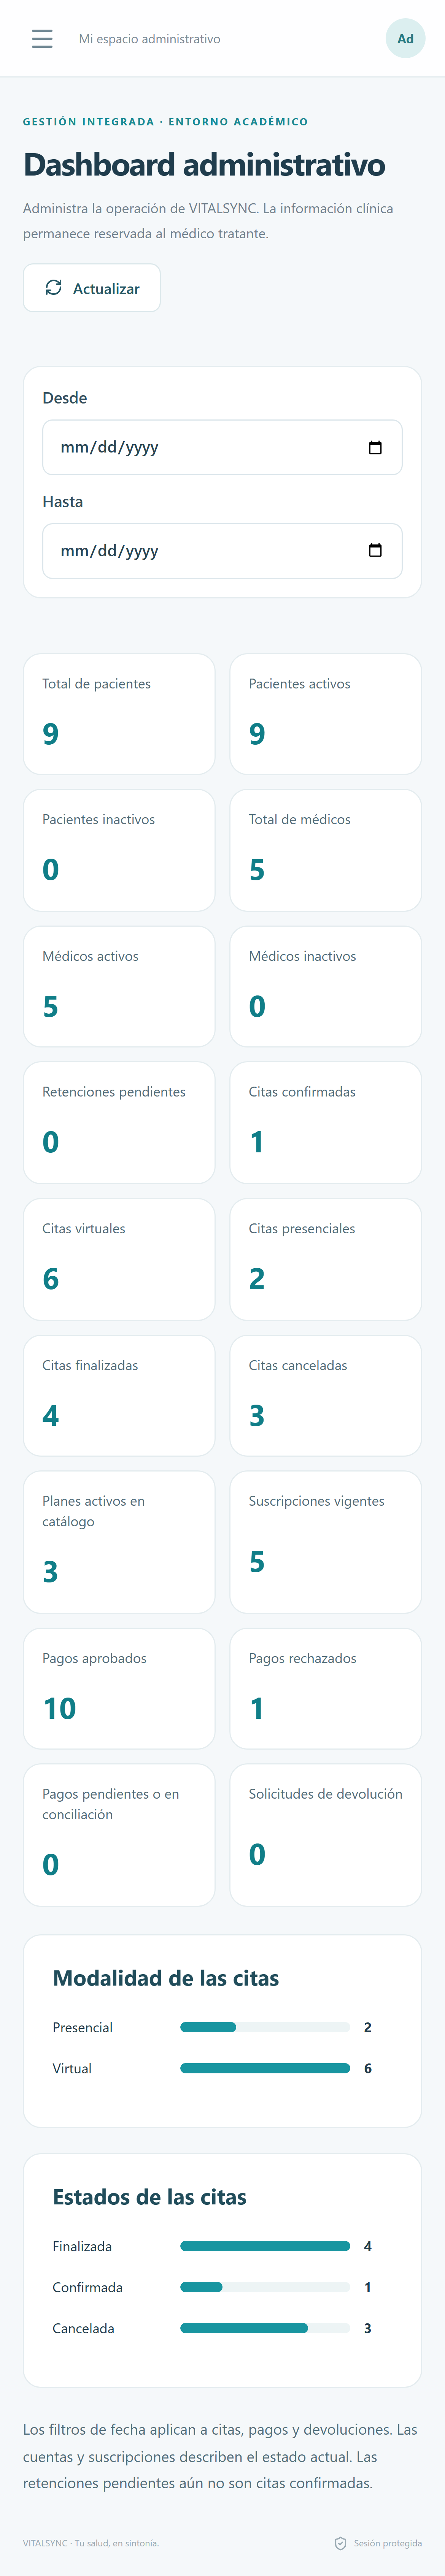 Mi espacio administrativo
Ad
GESTIÓN INTEGRADA · ENTORNO ACADÉMICO
Dashboard administrativo
Administra la operación de VITALSYNC. La información clínica
permanece reservada al médico tratante.
Actualizar
Desde
mm/dd/yyyy
Hasta
mm/dd/yyyy
Total de pacientes
9
Pacientes activos
9
Pacientes inactivos
0
Total de médicos
5
Médicos activos
5
Médicos inactivos
0
Retenciones pendientes
0
Citas confirmadas
1
Citas virtuales
6
Citas presenciales
2
Citas finalizadas
4
Citas canceladas
3
Planes activos en
catálogo
3
Suscripciones vigentes
5
Pagos aprobados
10
Pagos rechazados
1
Pagos pendientes o en
conciliación
0
Solicitudes de devolución
0
Modalidad de las citas
Presencial 2
Virtual 6
Estados de las citas
Finalizada 4
Confirmada 1
Cancelada 3
Los filtros de fecha aplican a citas, pagos y devoluciones. Las
cuentas y suscripciones describen el estado actual. Las
retenciones pendientes aún no son citas confirmadas.
VITALSYNC · Tu salud, en sintonía.
Sesión protegida